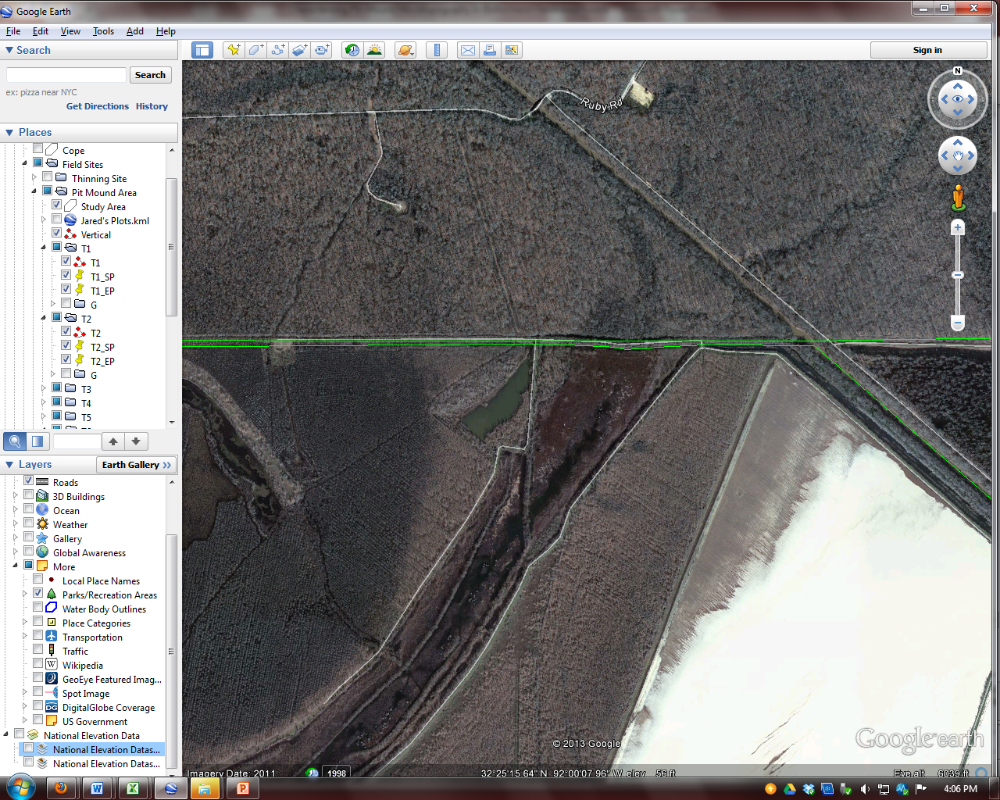 Google Earth
File Edit View Tools Add Help
Search
Search
ex: pizza near NYC
Get Directions History
Places
Cope
Field Sites
Thinning Site
Pit Mound Area
Study Area
Jared's Plots.kml
Vertical
T1
T1
T1_SP
T1_EP
G
T2
T2
T2_SP
T2_EP
G
T3
T4
T5
Layers
Earth Gallery >>
Roads
3D Buildings
Ocean
Weather
Gallery
Global Awareness
More
Local Place Names
Parks/Recreation Areas
Water Body Outlines
Place Categories
Transportation
Traffic
Wikipedia
GeoEye Featured Imag...
Spot Image
DigitalGlobe Coverage
US Government
National Elevation Data
National Elevation Datas...
National Elevation Datas...
Sign in
N
Ruby Rd
© 2013 Google
Google earth
Imagery Date: 2011
1998
32°25'15.64" N 92°00'07.96" W elev 56 ft
Eye alt 6039 ft
4:06 PM